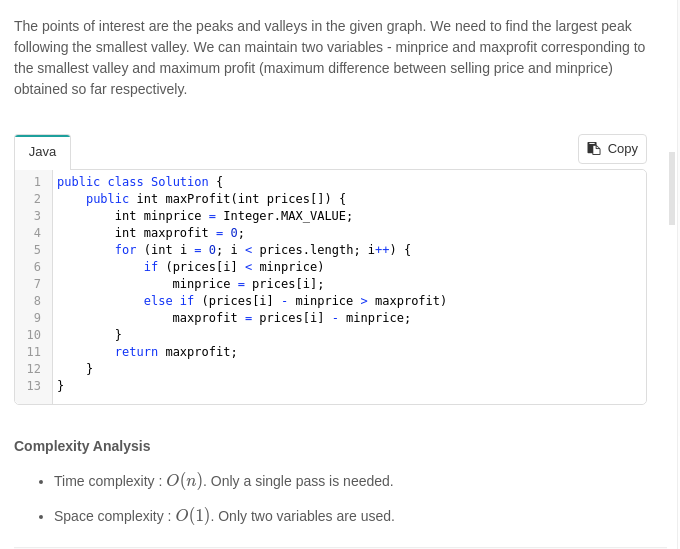 The points of interest are the peaks and valleys in the given graph. We need to find the largest peak
following the smallest valley. We can maintain two variables - minprice and maxprofit corresponding to
the smallest valley and maximum profit (maximum difference between selling price and minprice)
obtained so far respectively.
Java
Copy
1 public class Solution {
2     public int maxProfit(int prices[]) {
3         int minprice = Integer.MAX_VALUE;
4         int maxprofit = 0;
5         for (int i = 0; i < prices.length; i++) {
6             if (prices[i] < minprice)
7                 minprice = prices[i];
8             else if (prices[i] - minprice > maxprofit)
9                 maxprofit = prices[i] - minprice;
10         }
11         return maxprofit;
12     }
13 }
Complexity Analysis
• Time complexity : O(n). Only a single pass is needed.
• Space complexity : O(1). Only two variables are used.